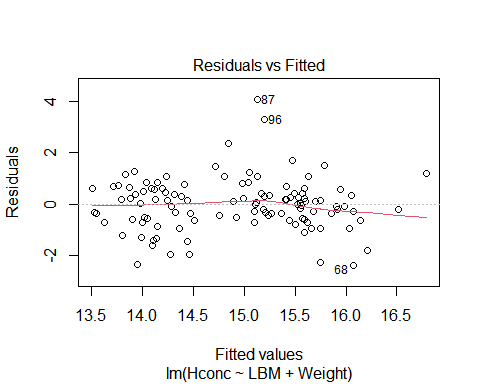 Residuals vs Fitted
Residuals
4
2
0
-2
87
96
68
13.5 14.0 14.5 15.0 15.5 16.0 16.5
Fitted values
lm(Hconc ~ LBM + Weight)